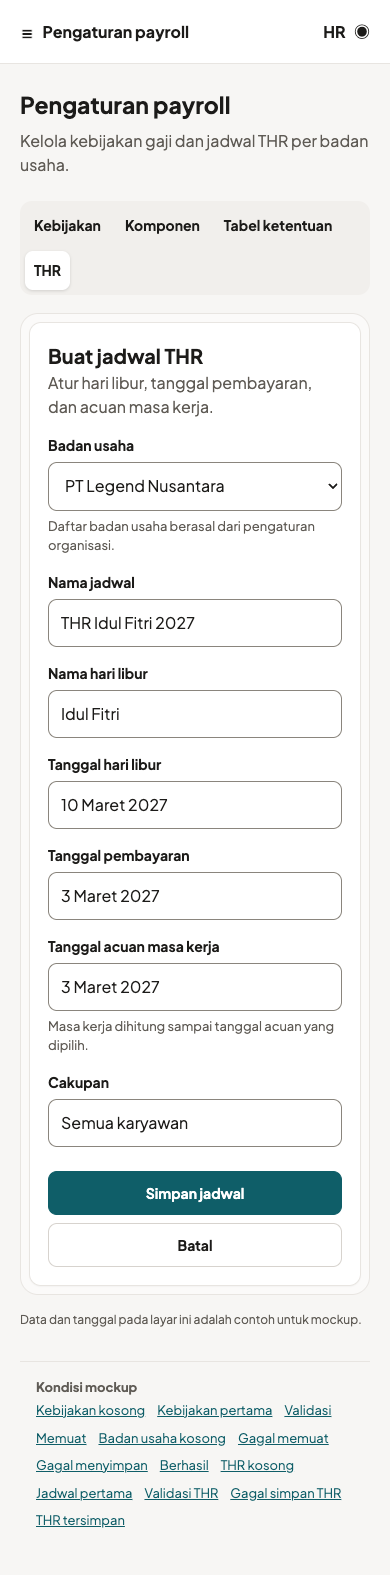 ≡ Pengaturan payroll HR ◉
Pengaturan payroll
Kelola kebijakan gaji dan jadwal THR per badan
usaha.
Kebijakan Komponen Tabel ketentuan
THR
Buat jadwal THR
Atur hari libur, tanggal pembayaran,
dan acuan masa kerja.
Badan usaha
PT Legend Nusantara
Daftar badan usaha berasal dari pengaturan
organisasi.
Nama jadwal
THR Idul Fitri 2027
Nama hari libur
Idul Fitri
Tanggal hari libur
10 Maret 2027
Tanggal pembayaran
3 Maret 2027
Tanggal acuan masa kerja
3 Maret 2027
Masa kerja dihitung sampai tanggal acuan yang
dipilih.
Cakupan
Semua karyawan
Simpan jadwal
Batal
Data dan tanggal pada layar ini adalah contoh untuk mockup.
Kondisi mockup
Kebijakan kosong Kebijakan pertama Validasi
Memuat Badan usaha kosong Gagal memuat
Gagal menyimpan Berhasil THR kosong
Jadwal pertama Validasi THR Gagal simpan THR
THR tersimpan